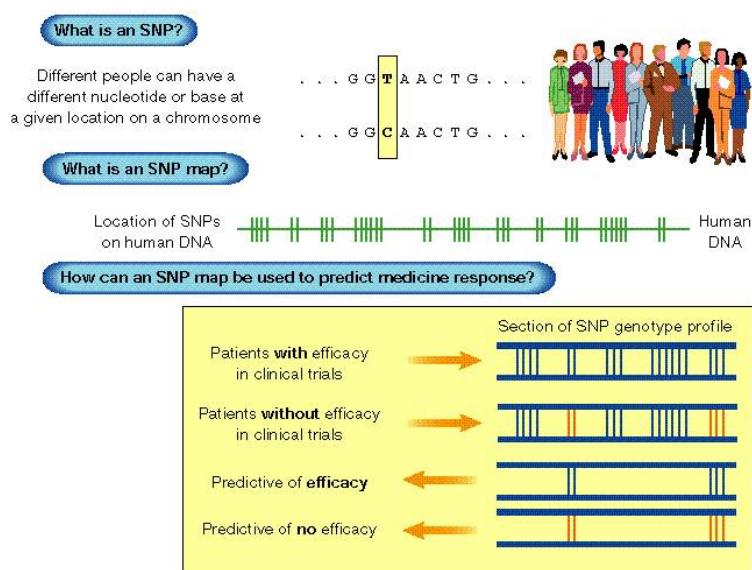 What is an SNP?
Different people can have a
different nucleotide or base at
a given location on a chromosome
. . . G G T A A C T G . . .
. . . G G C A A C T G . . .
What is an SNP map?
Location of SNPs
on human DNA
Human
DNA
How can an SNP map be used to predict medicine response?
Section of SNP genotype profile
Patients with efficacy
in clinical trials
Patients without efficacy
in clinical trials
Predictive of efficacy
Predictive of no efficacy